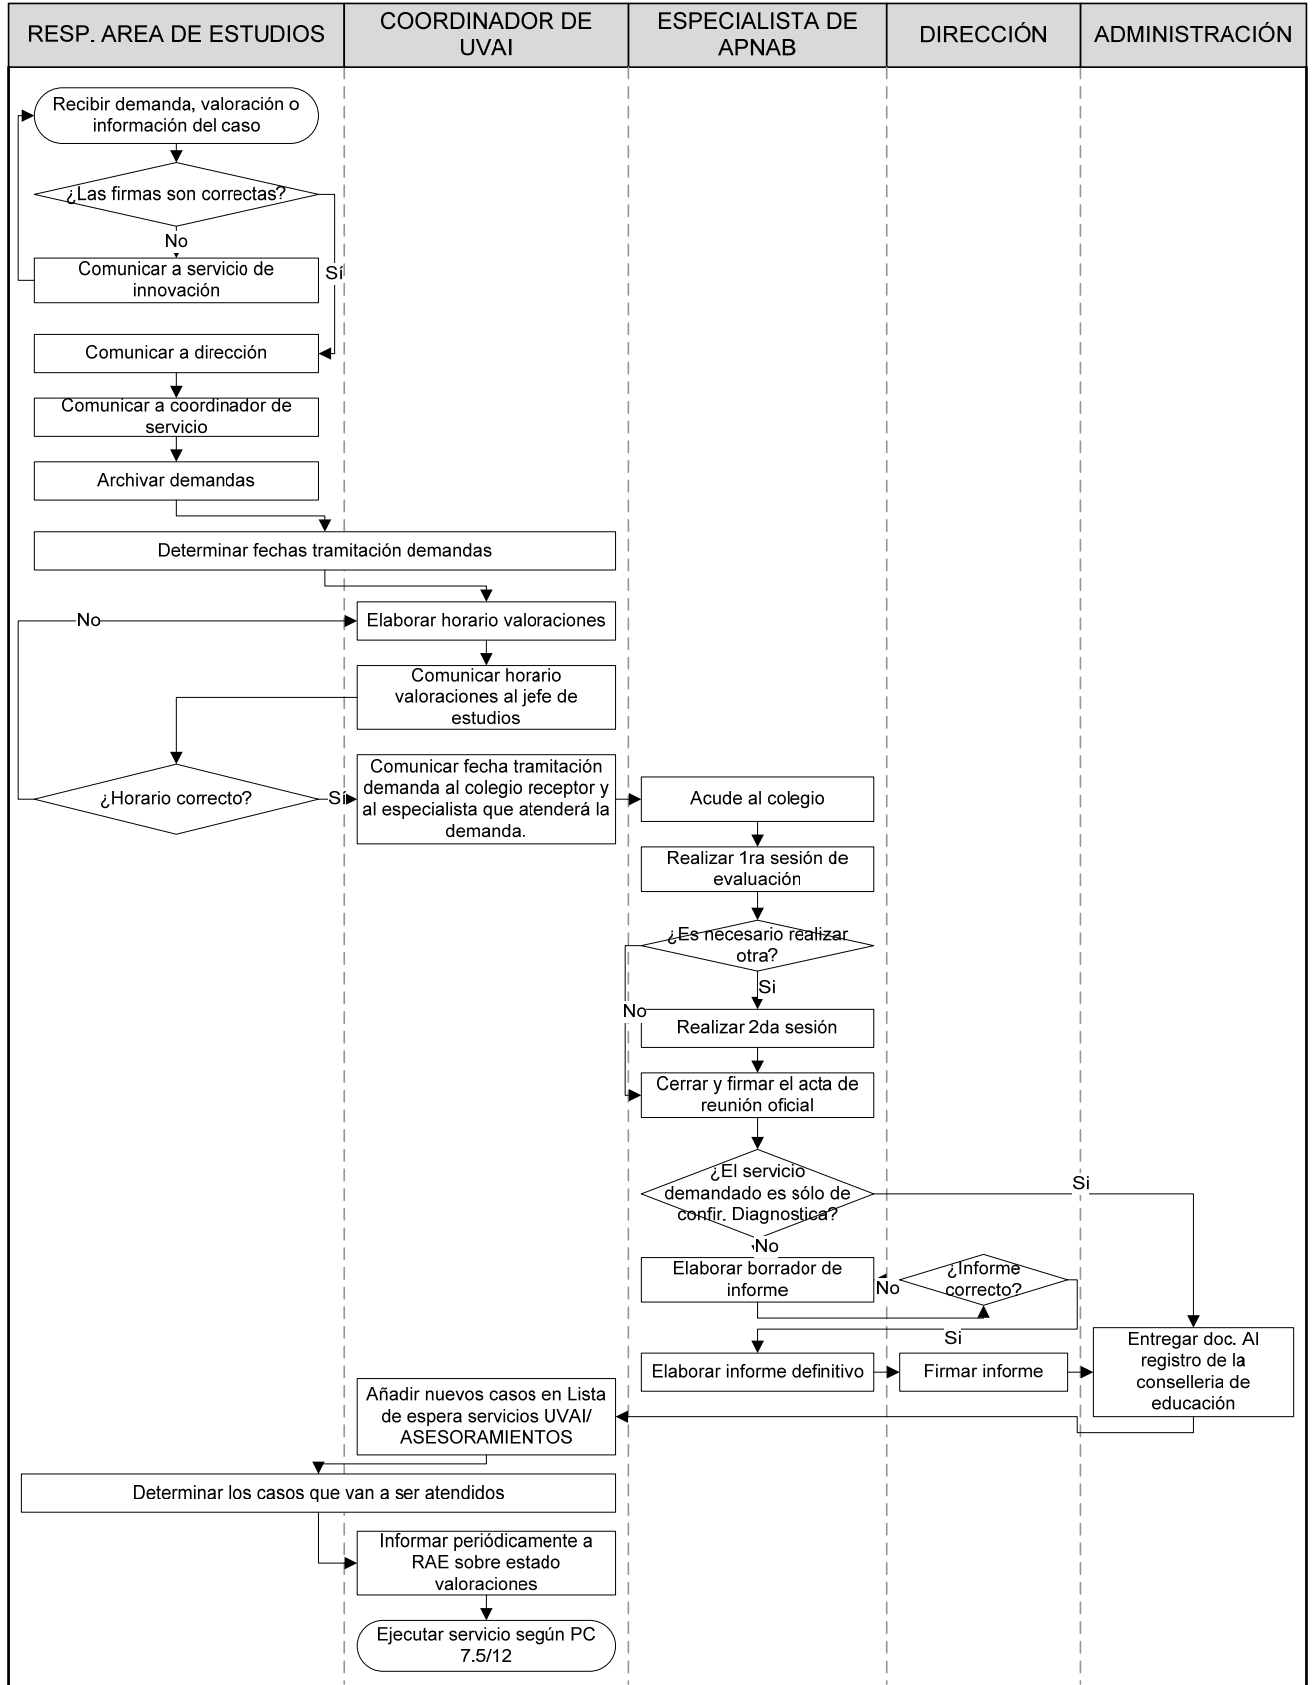 RESP. AREA DE ESTUDIOS
COORDINADOR DE
UVAI
ESPECIALISTA DE
APNAB
DIRECCIÓN
ADMINISTRACIÓN
Recibir demanda, valoración o
información del caso
¿Las firmas son correctas?
No
Sí
Comunicar a servicio de
innovación
Comunicar a dirección
Comunicar a coordinador de
servicio
Archivar demandas
Determinar fechas tramitación demandas
No
Elaborar horario valoraciones
Comunicar horario
valoraciones al jefe de
estudios
¿Horario correcto?
Sí
Comunicar fecha tramitación
demanda al colegio receptor y
al especialista que atenderá la
demanda.
Acude al colegio
Realizar 1ra sesión de
evaluación
¿Es necesario realizar
otra?
Si
No
Realizar 2da sesión
Cerrar y firmar el acta de
reunión oficial
¿El servicio
demandado es sólo de
confir. Diagnostica?
Si
No
Elaborar borrador de
informe
No
¿Informe
correcto?
Si
Elaborar informe definitivo
Firmar informe
Entregar doc. Al
registro de la
conselleria de
educación
Añadir nuevos casos en Lista
de espera servicios UVAI/
ASESORAMIENTOS
Determinar los casos que van a ser atendidos
Informar periódicamente a
RAE sobre estado
valoraciones
Ejecutar servicio según PC
7.5/12